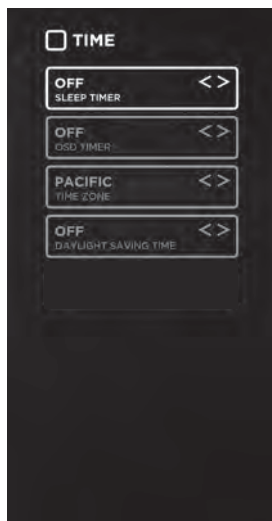 TIME
OFF < >
SLEEP TIMER
OFF < >
OSD TIMER
PACIFIC < >
TIME ZONE
OFF < >
DAYLIGHT SAVING TIME